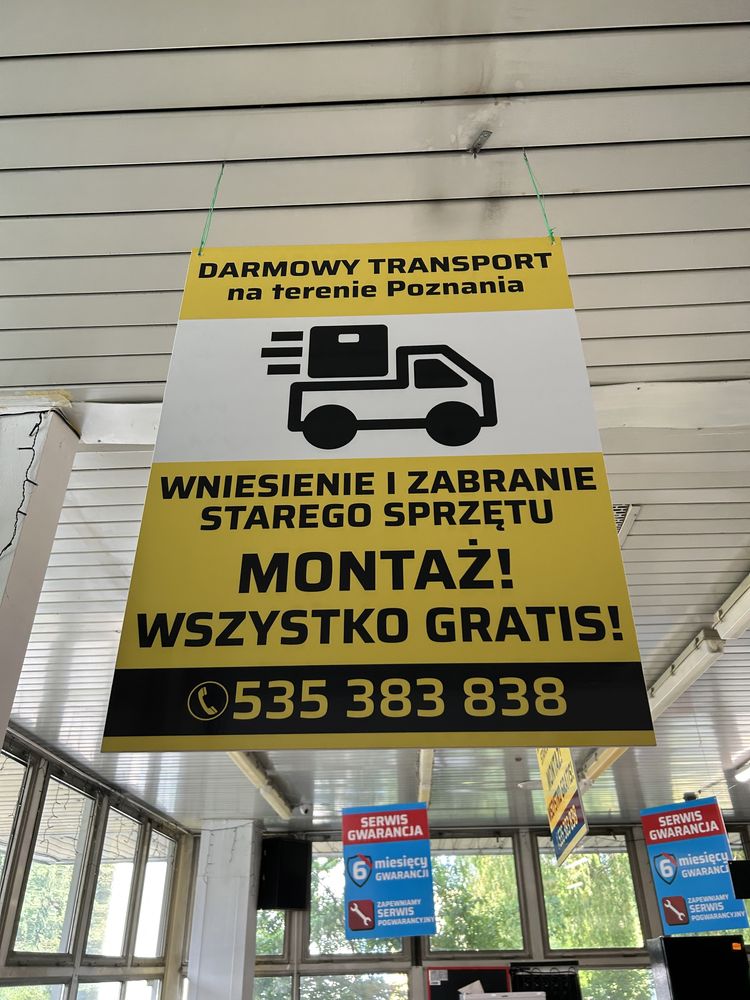 DARMOWY TRANSPORT
na terenie Poznania
WNIESIENIE I ZABRANIE
STAREGO SPRZĘTU
MONTAŻ!
WSZYSTKO GRATIS!
535 383 838
SERWIS
GWARANCJA
6 miesięcy
GWARANCJI
ZAPEWNIAMY
SERWIS
POGWARANCYJNY
SERWIS
GWARANCJA
6 miesięcy
GWARANCJI
ZAPEWNIAMY
SERWIS
POGWARANCYJNY